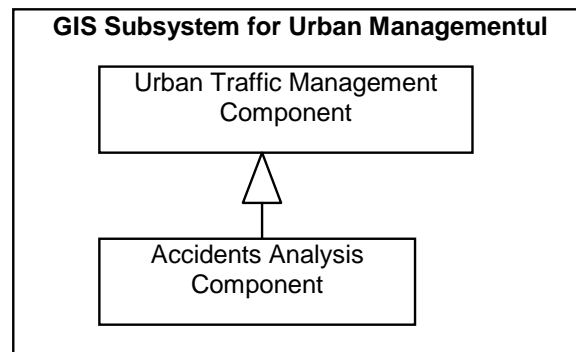 GIS Subsystem for Urban Managementul
Urban Traffic Management
Component
Accidents Analysis
Component